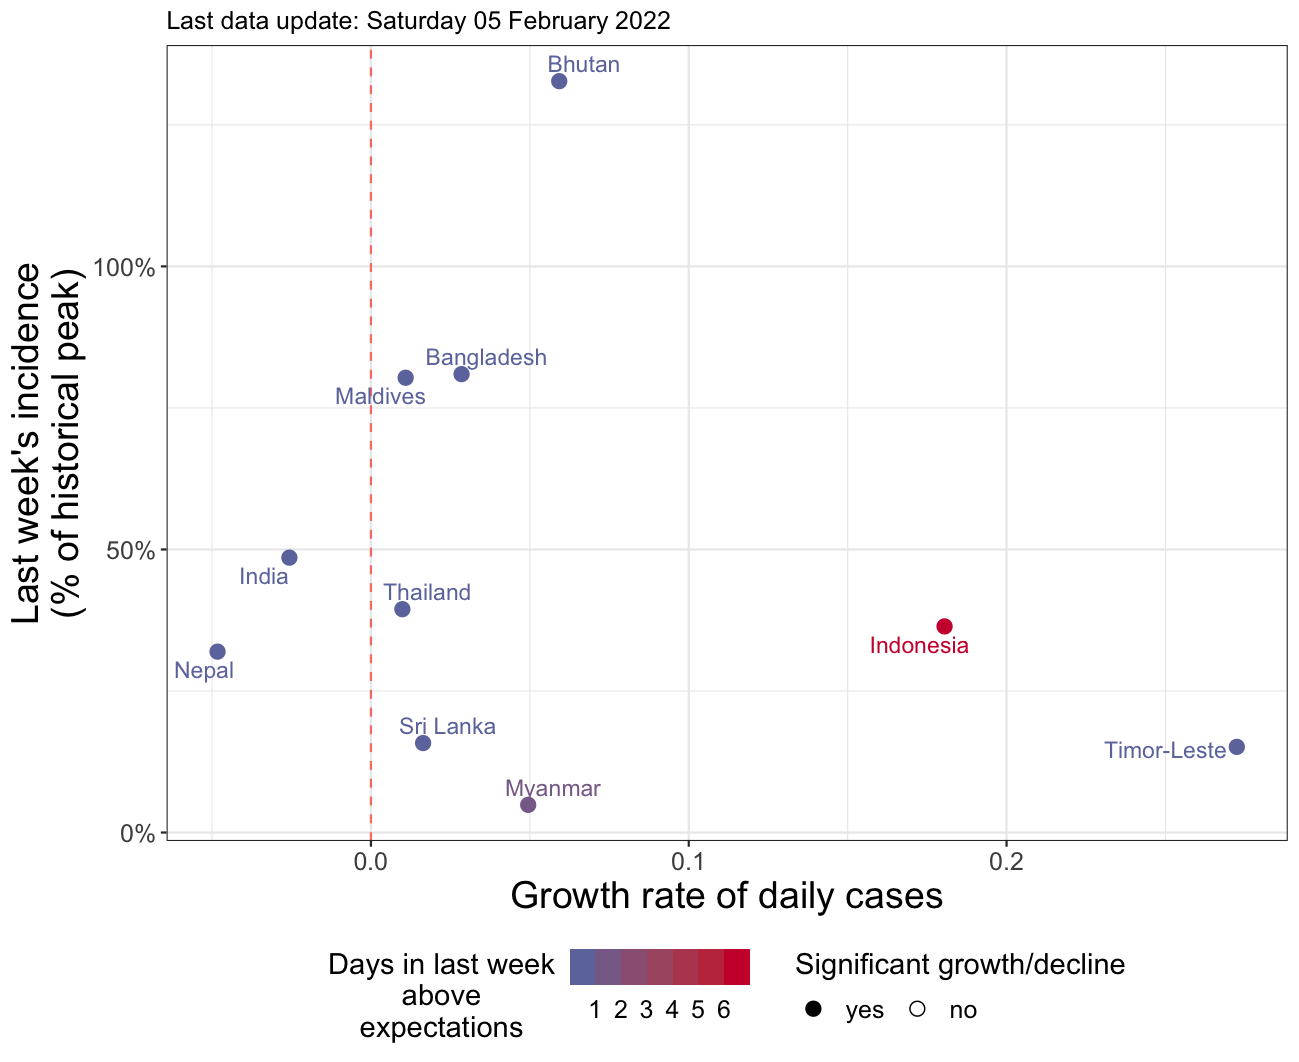 Last data update: Saturday 05 February 2022
Bhutan
100%
Bangladesh
Maldives
Last week's incidence
(% of historical peak)
50%
India
Thailand
Indonesia
Nepal
Sri Lanka
Timor-Leste
Myanmar
0%
0.0 0.1 0.2
Growth rate of daily cases
Days in last week
above
expectations
1 2 3 4 5 6
Significant growth/decline
yes no